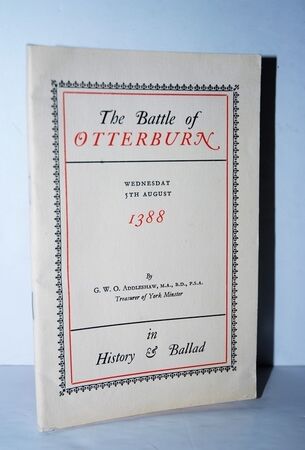 The Battle of
OTTERBURN
WEDNESDAY
5TH AUGUST
1388
By
G. W. O. ADDLESHAW, M.A., B.D., F.S.A.
Treasurer of York Minster
in
History & Ballad